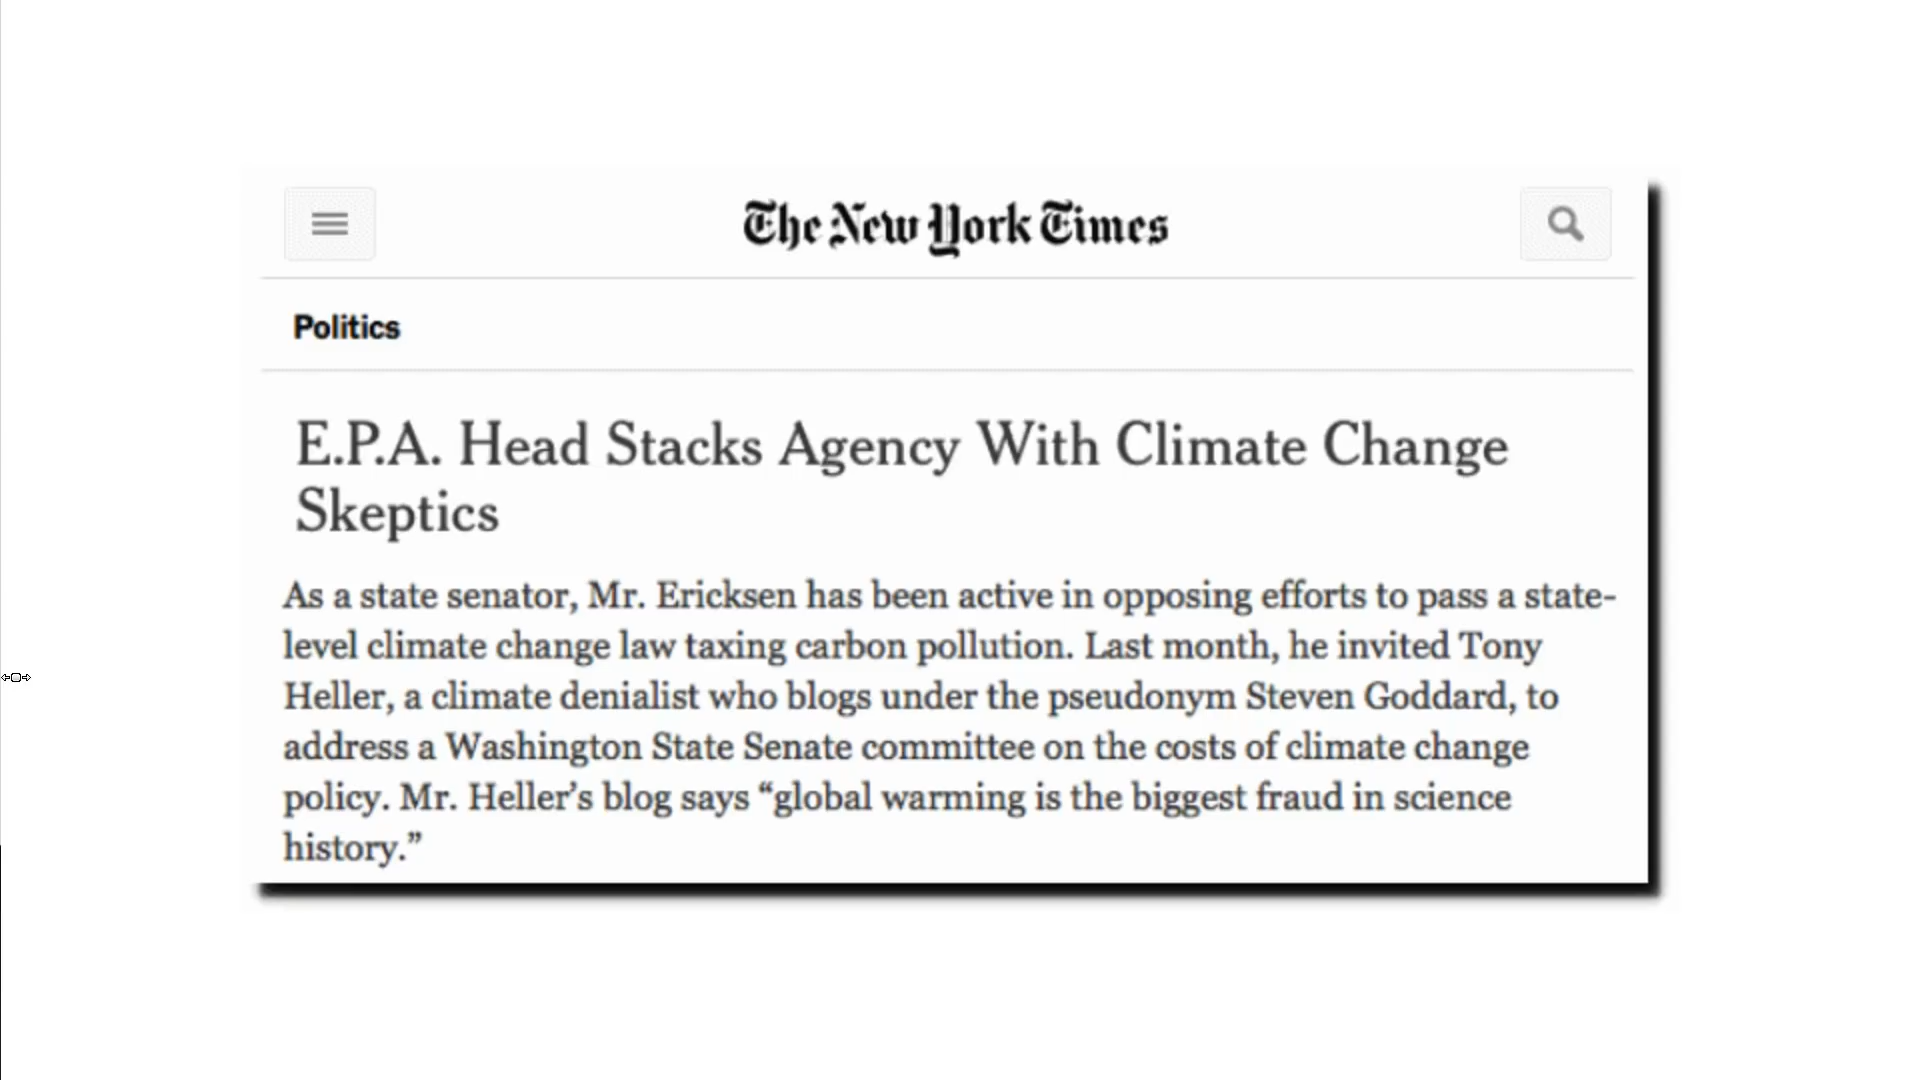 The New York Times
Politics
E.P.A. Head Stacks Agency With Climate Change
Skeptics
As a state senator, Mr. Ericksen has been active in opposing efforts to pass a state-
level climate change law taxing carbon pollution. Last month, he invited Tony
Heller, a climate denialist who blogs under the pseudonym Steven Goddard, to
address a Washington State Senate committee on the costs of climate change
policy. Mr. Heller’s blog says “global warming is the biggest fraud in science
history.”